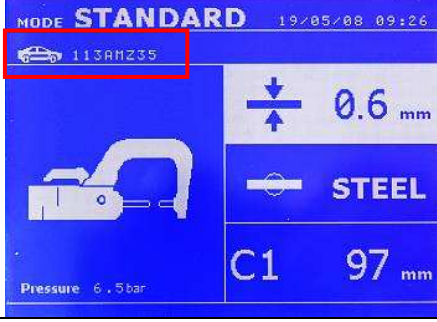 MODE STANDARD 19/05/08 09:26
113AMZ35
0.6 mm
STEEL
C1 97 mm
Pressure 6.5bar